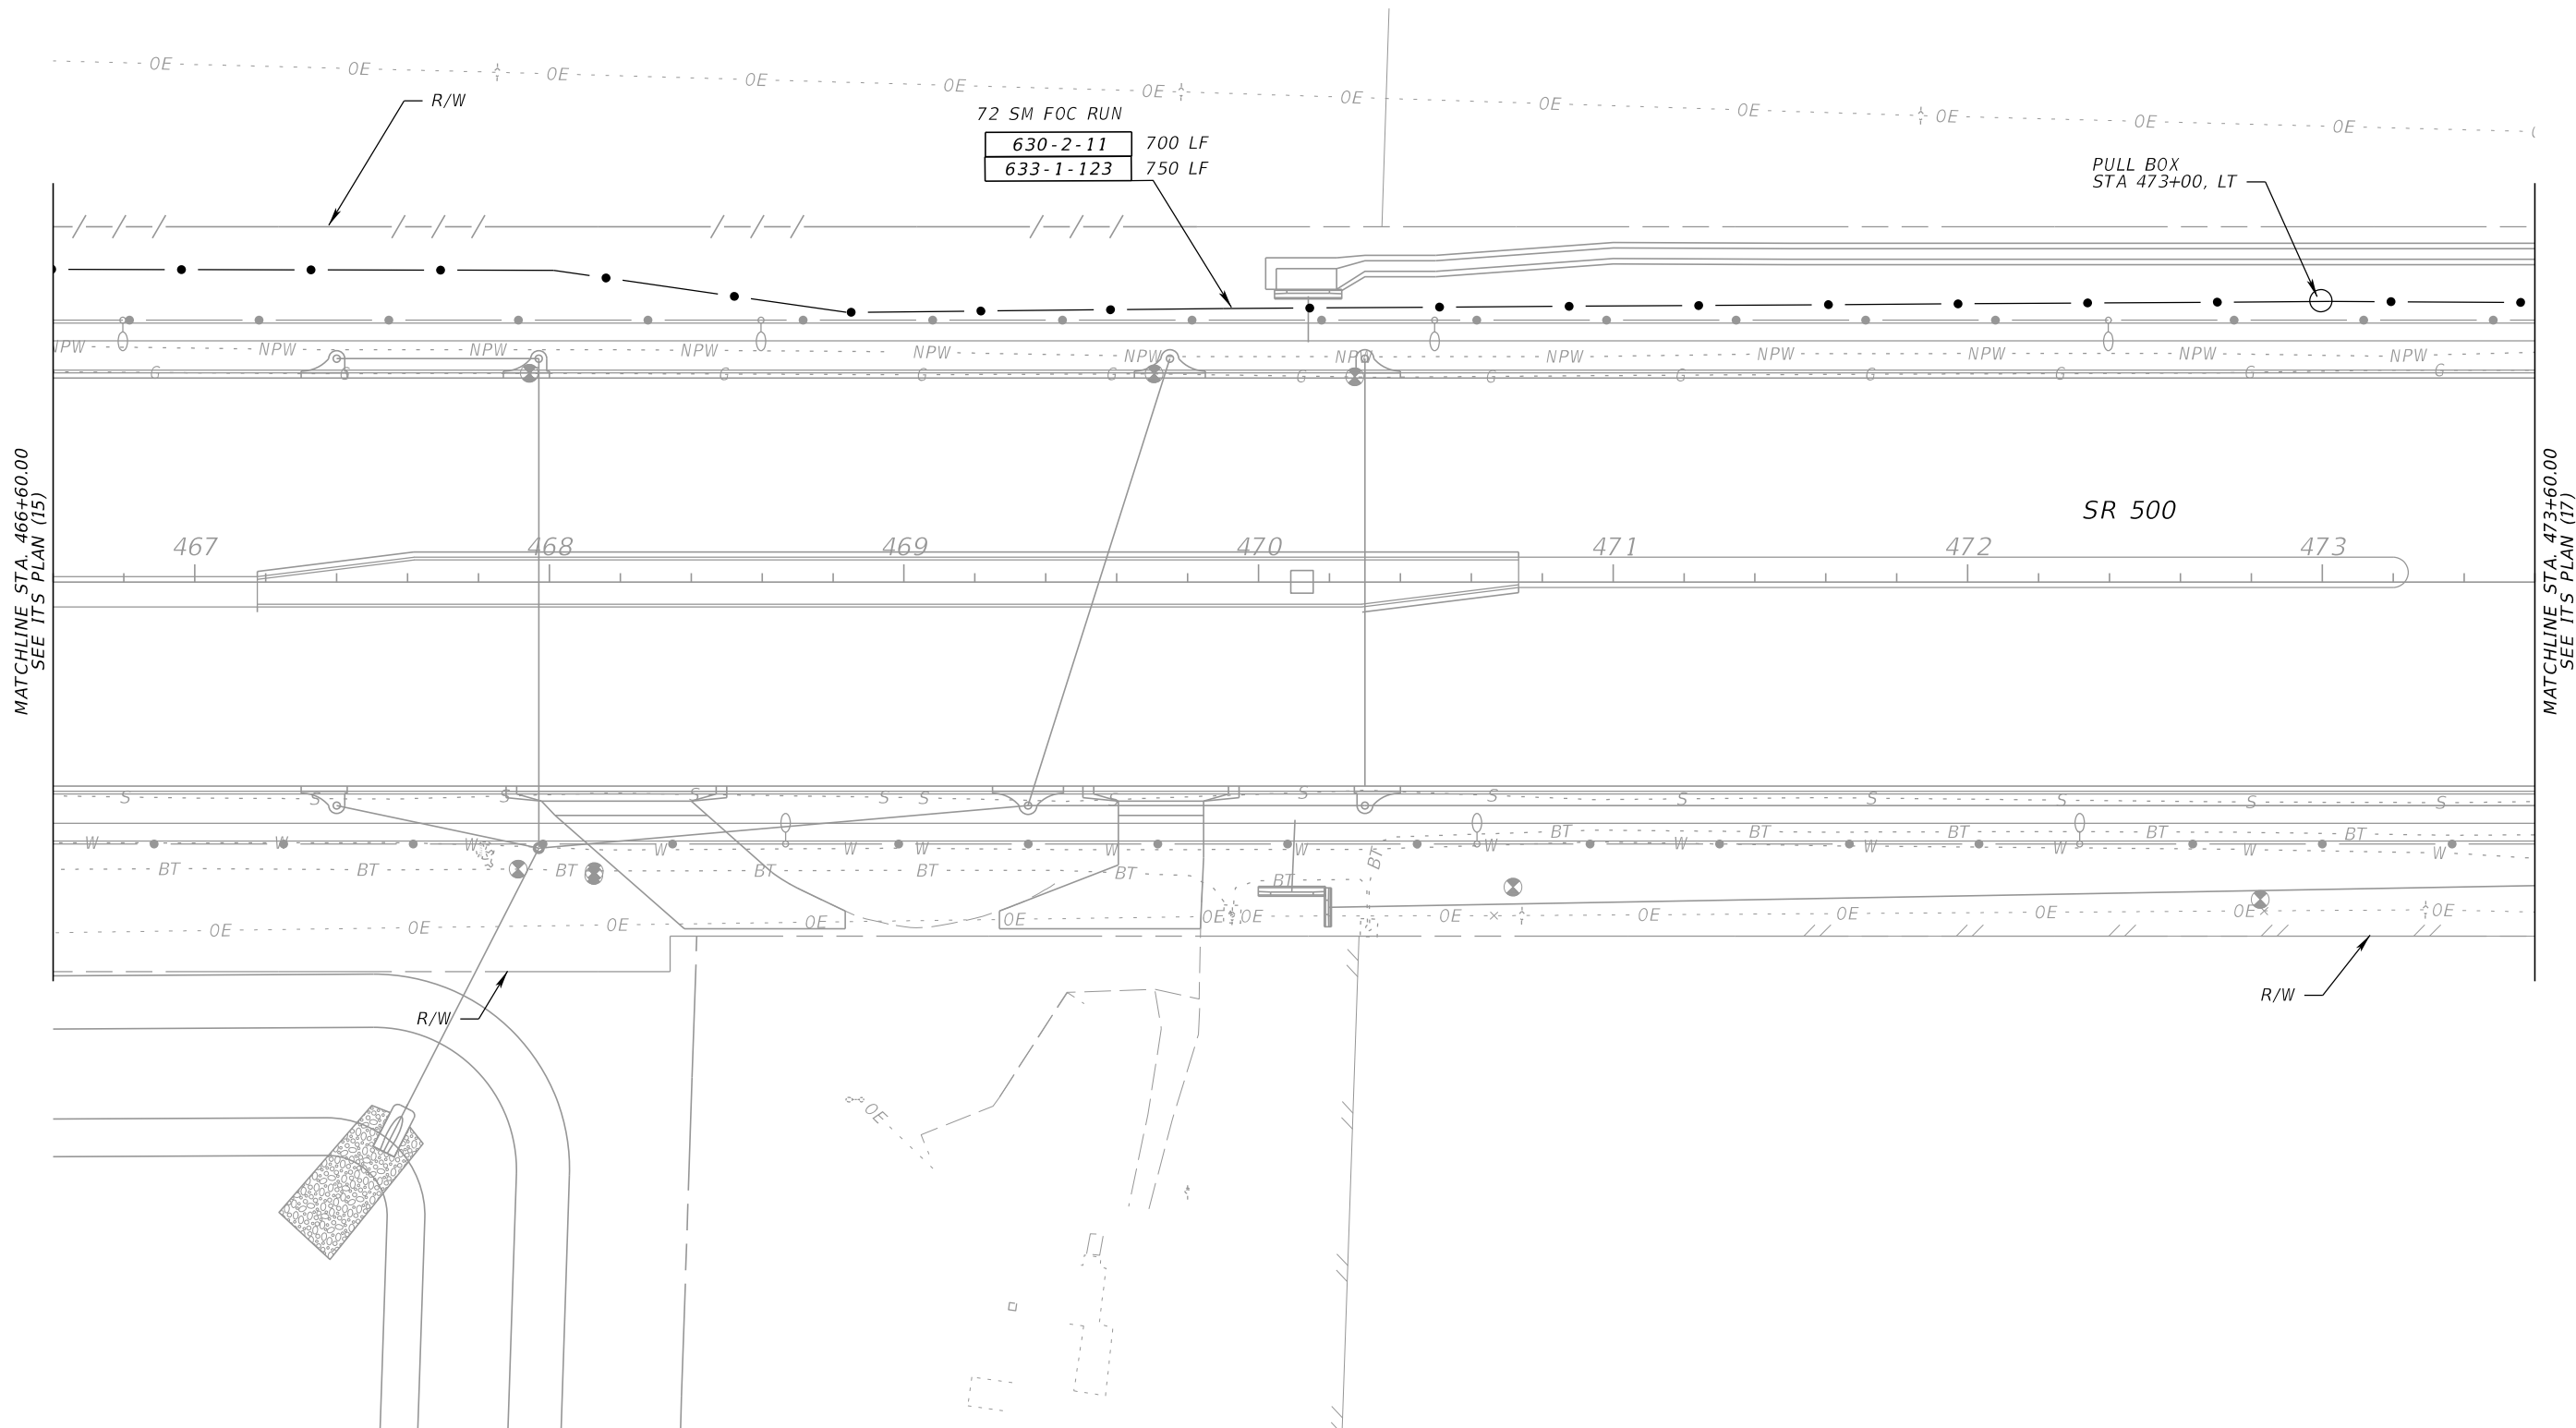 OE OE OE OE OE OE OE OE OE OE OE OE
R/W
72 SM FOC RUN
630-2-11 700 LF
633-1-123 750 LF
PULL BOX
STA 473+00, LT
NPW NPW NPW NPW NPW NPW NPW NPW NPW NPW NPW NPW
G G G G G G G G G G G G G
MATCHLINE STA. 466+60.00
SEE ITS PLAN (15)
SR 500
MATCHLINE STA. 473+60.00
SEE ITS PLAN (17)
467 468 469 470 471 472 473
S S S S S S S S S S S S S S
BT BT BT BT BT
W W W W W W W W W W W W W W
BT
BT BT BT BT BT BT
BT
OE OE OE OE OE OE OE OE OE OE OE OE OE
R/W
R/W
OE